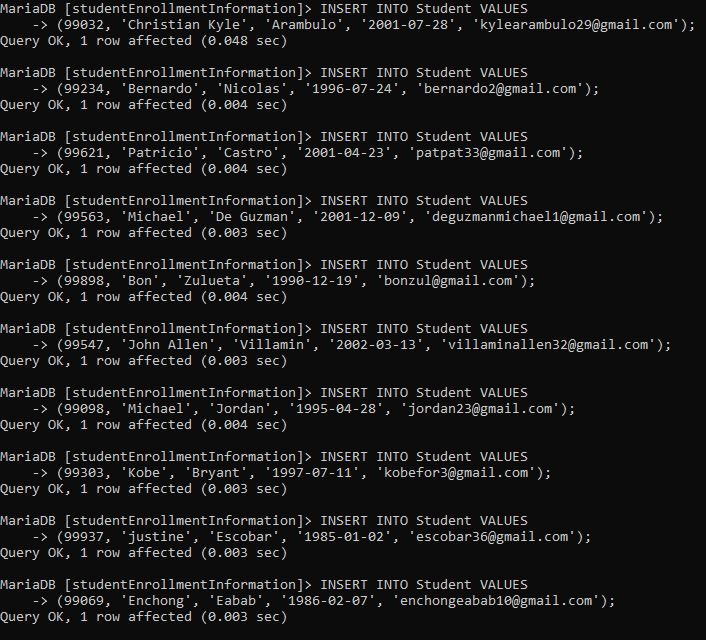 MariaDB [studentEnrollmentInformation]> INSERT INTO Student VALUES
-> (99032, 'Christian Kyle', 'Arambulo', '2001-07-28', 'kylearambulo29@gmail.com');
Query OK, 1 row affected (0.048 sec)
MariaDB [studentEnrollmentInformation]> INSERT INTO Student VALUES
-> (99234, 'Bernardo', 'Nicolas', '1996-07-24', 'bernardo2@gmail.com');
Query OK, 1 row affected (0.004 sec)
MariaDB [studentEnrollmentInformation]> INSERT INTO Student VALUES
-> (99621, 'Patricio', 'Castro', '2001-04-23', 'patpat33@gmail.com');
Query OK, 1 row affected (0.004 sec)
MariaDB [studentEnrollmentInformation]> INSERT INTO Student VALUES
-> (99563, 'Michael', 'De Guzman', '2001-12-09', 'deguzmanmichael1@gmail.com');
Query OK, 1 row affected (0.003 sec)
MariaDB [studentEnrollmentInformation]> INSERT INTO Student VALUES
-> (99898, 'Bon', 'Zulueta', '1990-12-19', 'bonzul@gmail.com');
Query OK, 1 row affected (0.004 sec)
MariaDB [studentEnrollmentInformation]> INSERT INTO Student VALUES
-> (99547, 'John Allen', 'Villamin', '2002-03-13', 'villaminallen32@gmail.com');
Query OK, 1 row affected (0.003 sec)
MariaDB [studentEnrollmentInformation]> INSERT INTO Student VALUES
-> (99098, 'Michael', 'Jordan', '1995-04-28', 'jordan23@gmail.com');
Query OK, 1 row affected (0.004 sec)
MariaDB [studentEnrollmentInformation]> INSERT INTO Student VALUES
-> (99303, 'Kobe', 'Bryant', '1997-07-11', 'kobefor3@gmail.com');
Query OK, 1 row affected (0.003 sec)
MariaDB [studentEnrollmentInformation]> INSERT INTO Student VALUES
-> (99937, 'justine', 'Escobar', '1985-01-02', 'escobar36@gmail.com');
Query OK, 1 row affected (0.003 sec)
MariaDB [studentEnrollmentInformation]> INSERT INTO Student VALUES
-> (99069, 'Enchong', 'Eabab', '1986-02-07', 'enchongeabab10@gmail.com');
Query OK, 1 row affected (0.003 sec)